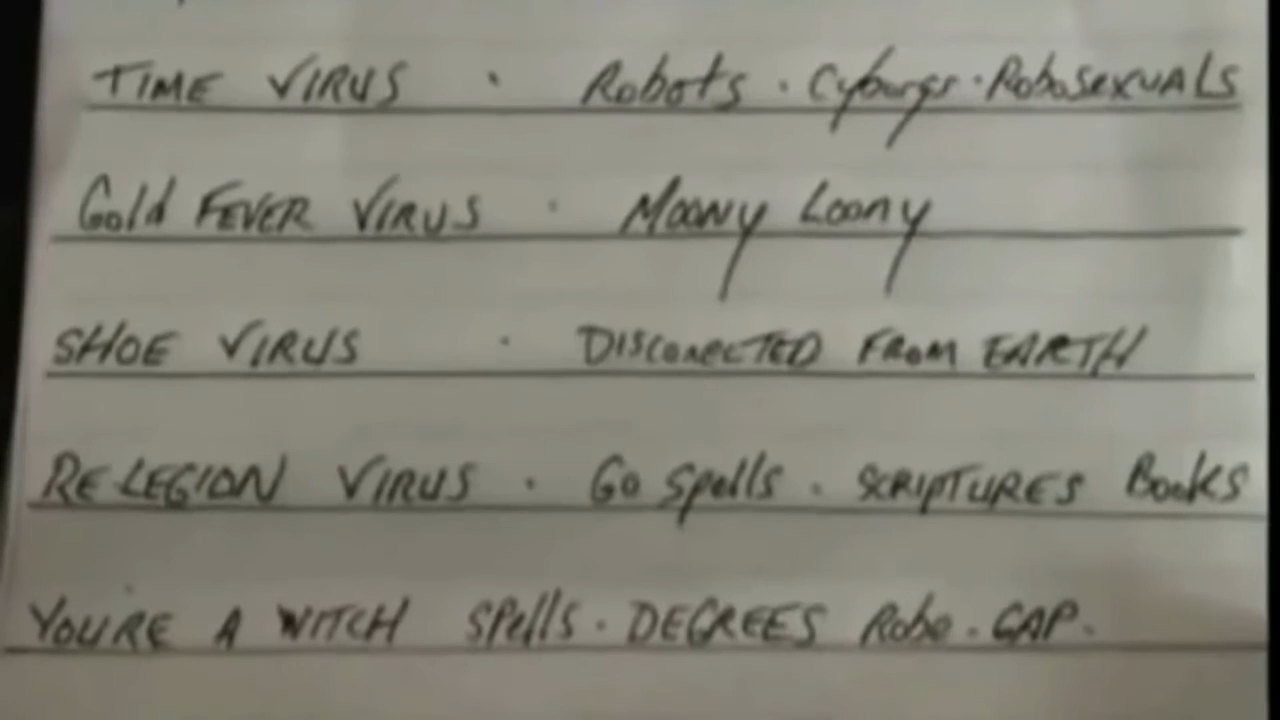 TIME VIRUS · Robots · Cyborgs · RoboSEXUALS
Gold FEVER VIRUS · Moony Loony
SHOE VIRUS · DISCONECTED FROM EARTH
RE-LEGION VIRUS · Go Spells · SCRIPTURES Books
YOU'RE A WITCH SPells · DEGREES Robe · CAP.